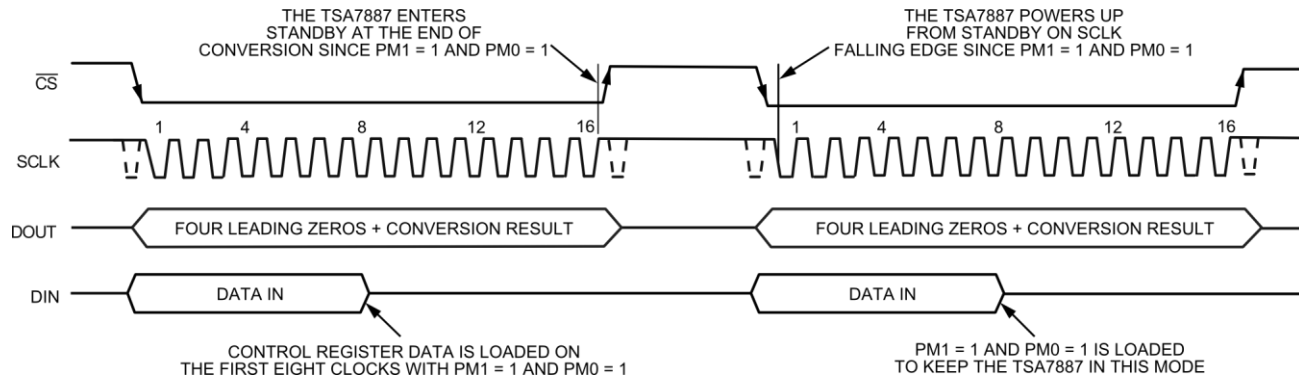 THE TSA7887 ENTERS
STANDBY AT THE END OF
CONVERSION SINCE PM1 = 1 AND PM0 = 1
THE TSA7887 POWERS UP
FROM STANDBY ON SCLK
FALLING EDGE SINCE PM1 = 1 AND PM0 = 1
CS
1 4 8 12 16 1 4 8 12 16
SCLK
DOUT FOUR LEADING ZEROS + CONVERSION RESULT FOUR LEADING ZEROS + CONVERSION RESULT
DIN DATA IN DATA IN
CONTROL REGISTER DATA IS LOADED ON
THE FIRST EIGHT CLOCKS WITH PM1 = 1 AND PM0 = 1
PM1 = 1 AND PM0 = 1 IS LOADED
TO KEEP THE TSA7887 IN THIS MODE